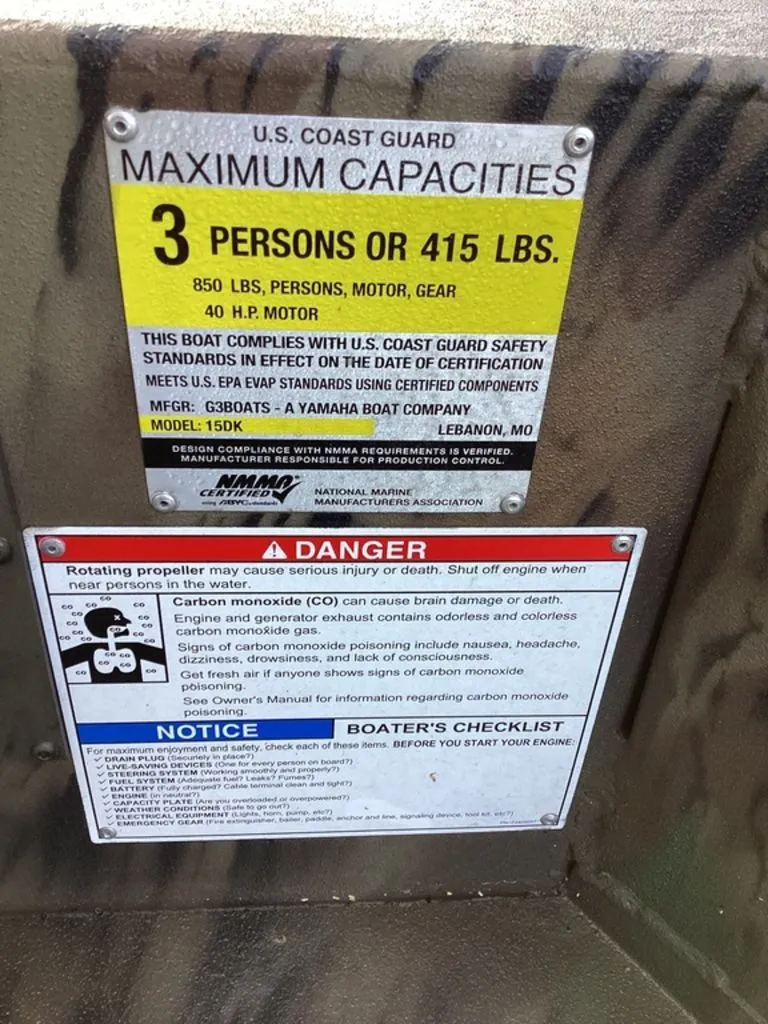 U.S. COAST GUARD
MAXIMUM CAPACITIES
3 PERSONS OR 415 LBS.
850 LBS, PERSONS, MOTOR, GEAR
40 H.P. MOTOR
THIS BOAT COMPLIES WITH U.S. COAST GUARD SAFETY
STANDARDS IN EFFECT ON THE DATE OF CERTIFICATION
MEETS U.S. EPA EVAP STANDARDS USING CERTIFIED COMPONENTS
MFGR: G3BOATS - A YAMAHA BOAT COMPANY
MODEL: 15DK LEBANON, MO
DESIGN COMPLIANCE WITH NMMA REQUIREMENTS IS VERIFIED.
MANUFACTURER RESPONSIBLE FOR PRODUCTION CONTROL.
NMMA
CERTIFIED
using ABYC standards
NATIONAL MARINE
MANUFACTURERS ASSOCIATION
DANGER
Rotating propeller may cause serious injury or death. Shut off engine when
near persons in the water.
Carbon monoxide (CO) can cause brain damage or death.
Engine and generator exhaust contains odorless and colorless
carbon monoxide gas.
Signs of carbon monoxide poisoning include nausea, headache,
dizziness, drowsiness, and lack of consciousness.
Get fresh air if anyone shows signs of carbon monoxide
poisoning.
See Owner's Manual for information regarding carbon monoxide
poisoning.
NOTICE BOATER'S CHECKLIST
For maximum enjoyment and safety, check each of these items. BEFORE YOU START YOUR ENGINE:
✓ DRAIN PLUG (Securely in place?)
✓ LIVE-SAVING DEVICES (One for every person on board?)
✓ STEERING SYSTEM (Working smoothly and properly?)
✓ FUEL SYSTEM (Adequate fuel? Leaks? Fumes?)
✓ BATTERY (Fully charged? Cable terminal clean and tight?)
✓ ENGINE (In neutral?)
✓ CAPACITY PLATE (Are you overloaded or overpowered?)
✓ WEATHER CONDITIONS (Safe to go out?)
✓ ELECTRICAL EQUIPMENT (Lights, horn, pump, etc?)
✓ EMERGENCY GEAR (Fire extinguisher, bailer, paddle, anchor and line, signaling device, tool kit, etc?)